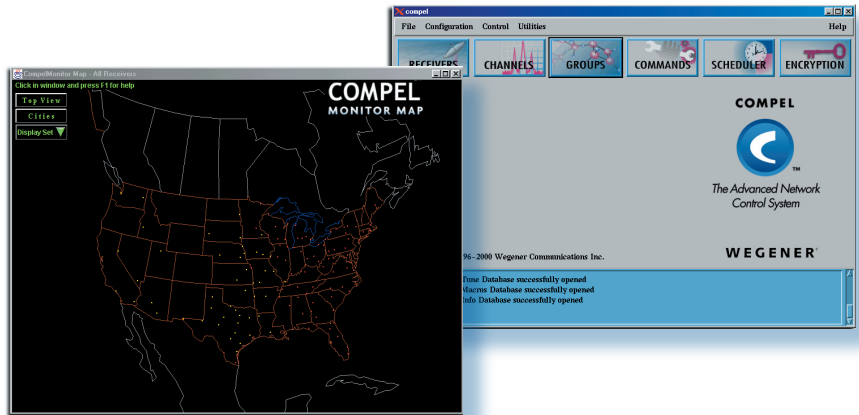 compel
File Configuration Control Utilities Help
RECEIVERS CHANNELS GROUPS COMMANDS SCHEDULER ENCRYPTION
COMPEL
TM
The Advanced Network
Control System
WEGENER
96-2000 Wegener Communications Inc.
Tune Database successfully opened
Macros Database successfully opened
Info Database successfully opened
CompelMonitor Map - All Receivers
Click in window and press F1 for help
Top View
Cities
Display Set
COMPEL
MONITOR MAP